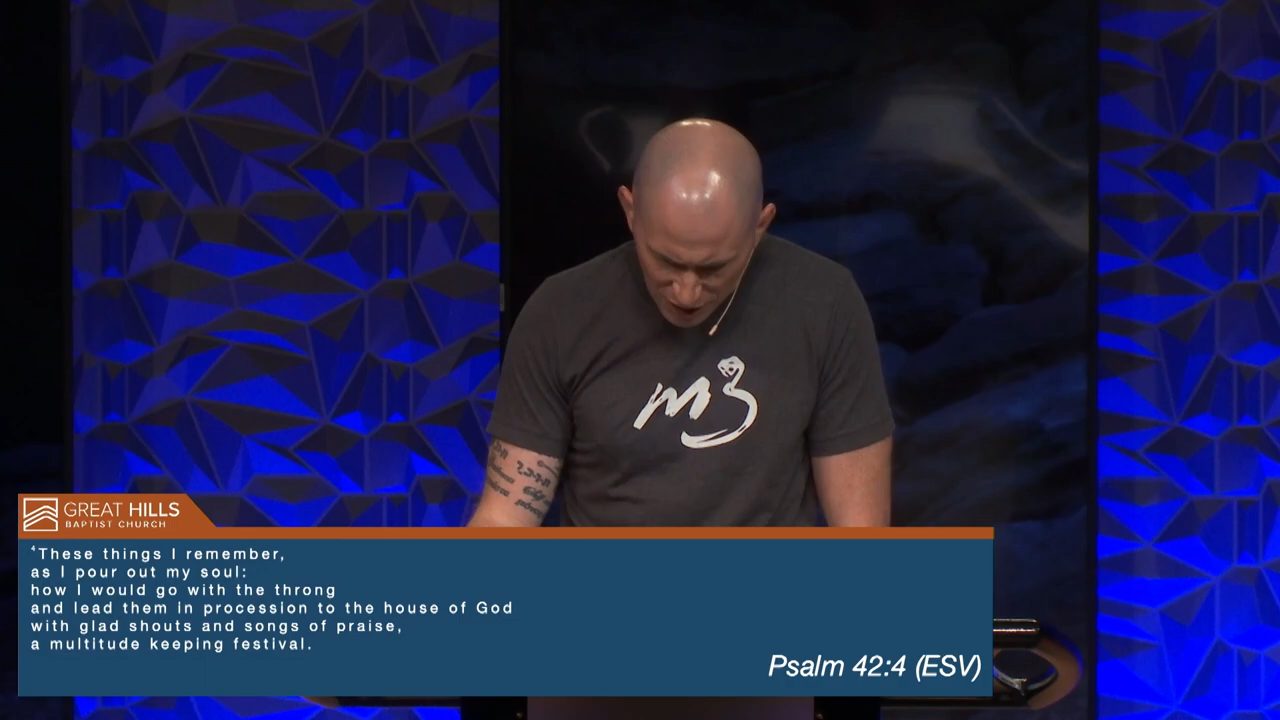 m3
GREAT HILLS
BAPTIST CHURCH
⁴These things I remember,
as I pour out my soul:
how I would go with the throng
and lead them in procession to the house of God
with glad shouts and songs of praise,
a multitude keeping festival.
Psalm 42:4 (ESV)